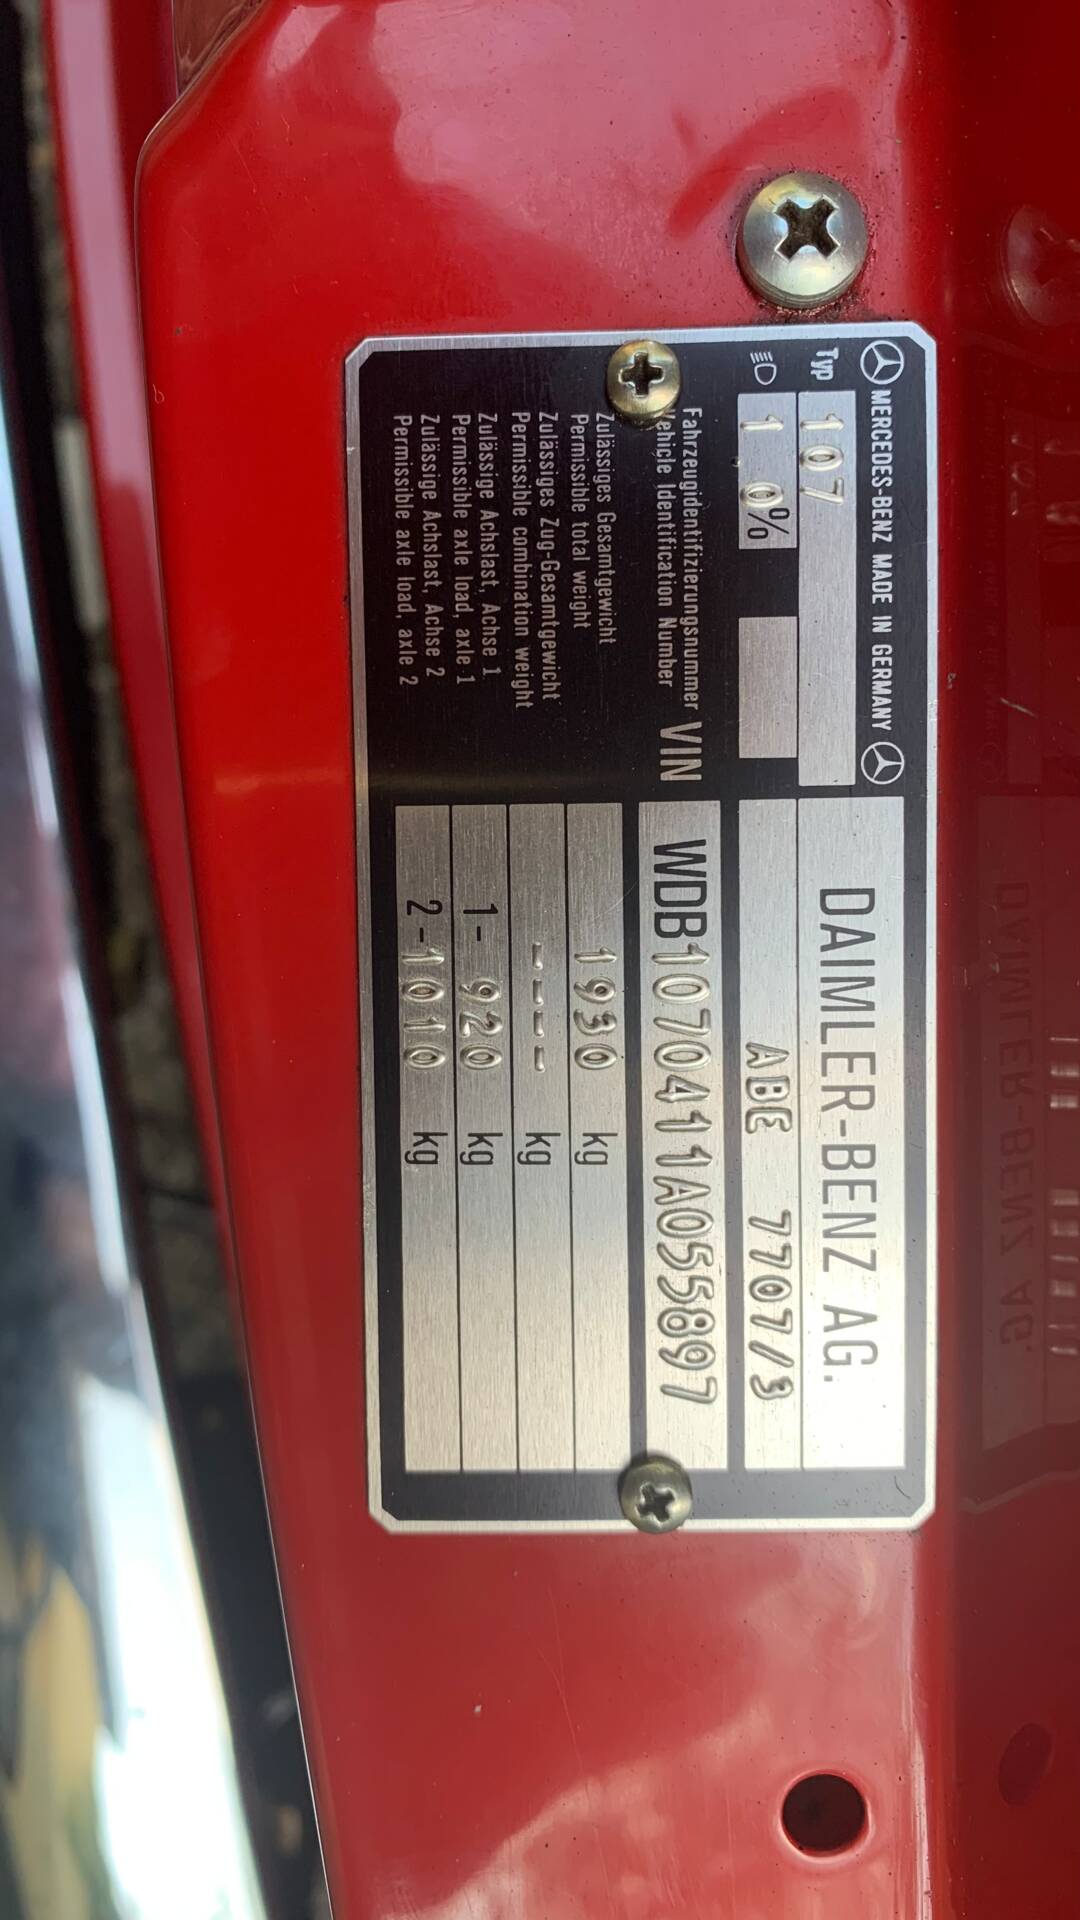 MERCEDES-BENZ MADE IN GERMANY
DAIMLER-BENZ AG.
Typ 107
1 0%
ABE 7707/3
Fahrzeugidentifizierungsnummer
Vehicle Identification Number
VIN
WDB10704111A055897
Zulässiges Gesamtgewicht
Permissible total weight
1930 kg
Zulässiges Zug-Gesamtgewicht
Permissible combination weight
---- kg
Zulässige Achslast, Achse 1
Permissible axle load, axle 1
1- 920 kg
Zulässige Achslast, Achse 2
Permissible axle load, axle 2
2-1010 kg